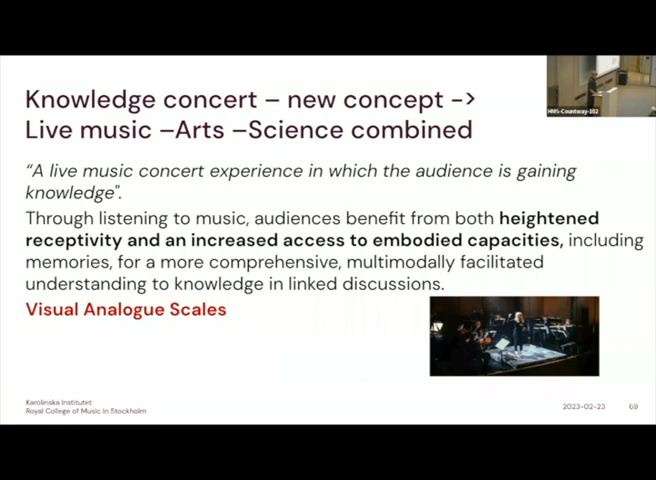 HMS-Countway-102
Knowledge concert – new concept ->
Live music –Arts –Science combined
“A live music concert experience in which the audience is gaining
knowledge".
Through listening to music, audiences benefit from both heightened
receptivity and an increased access to embodied capacities, including
memories, for a more comprehensive, multimodally facilitated
understanding to knowledge in linked discussions.
Visual Analogue Scales
Karolinska Institutet
Royal College of Music in Stockholm
2023-02-23
69